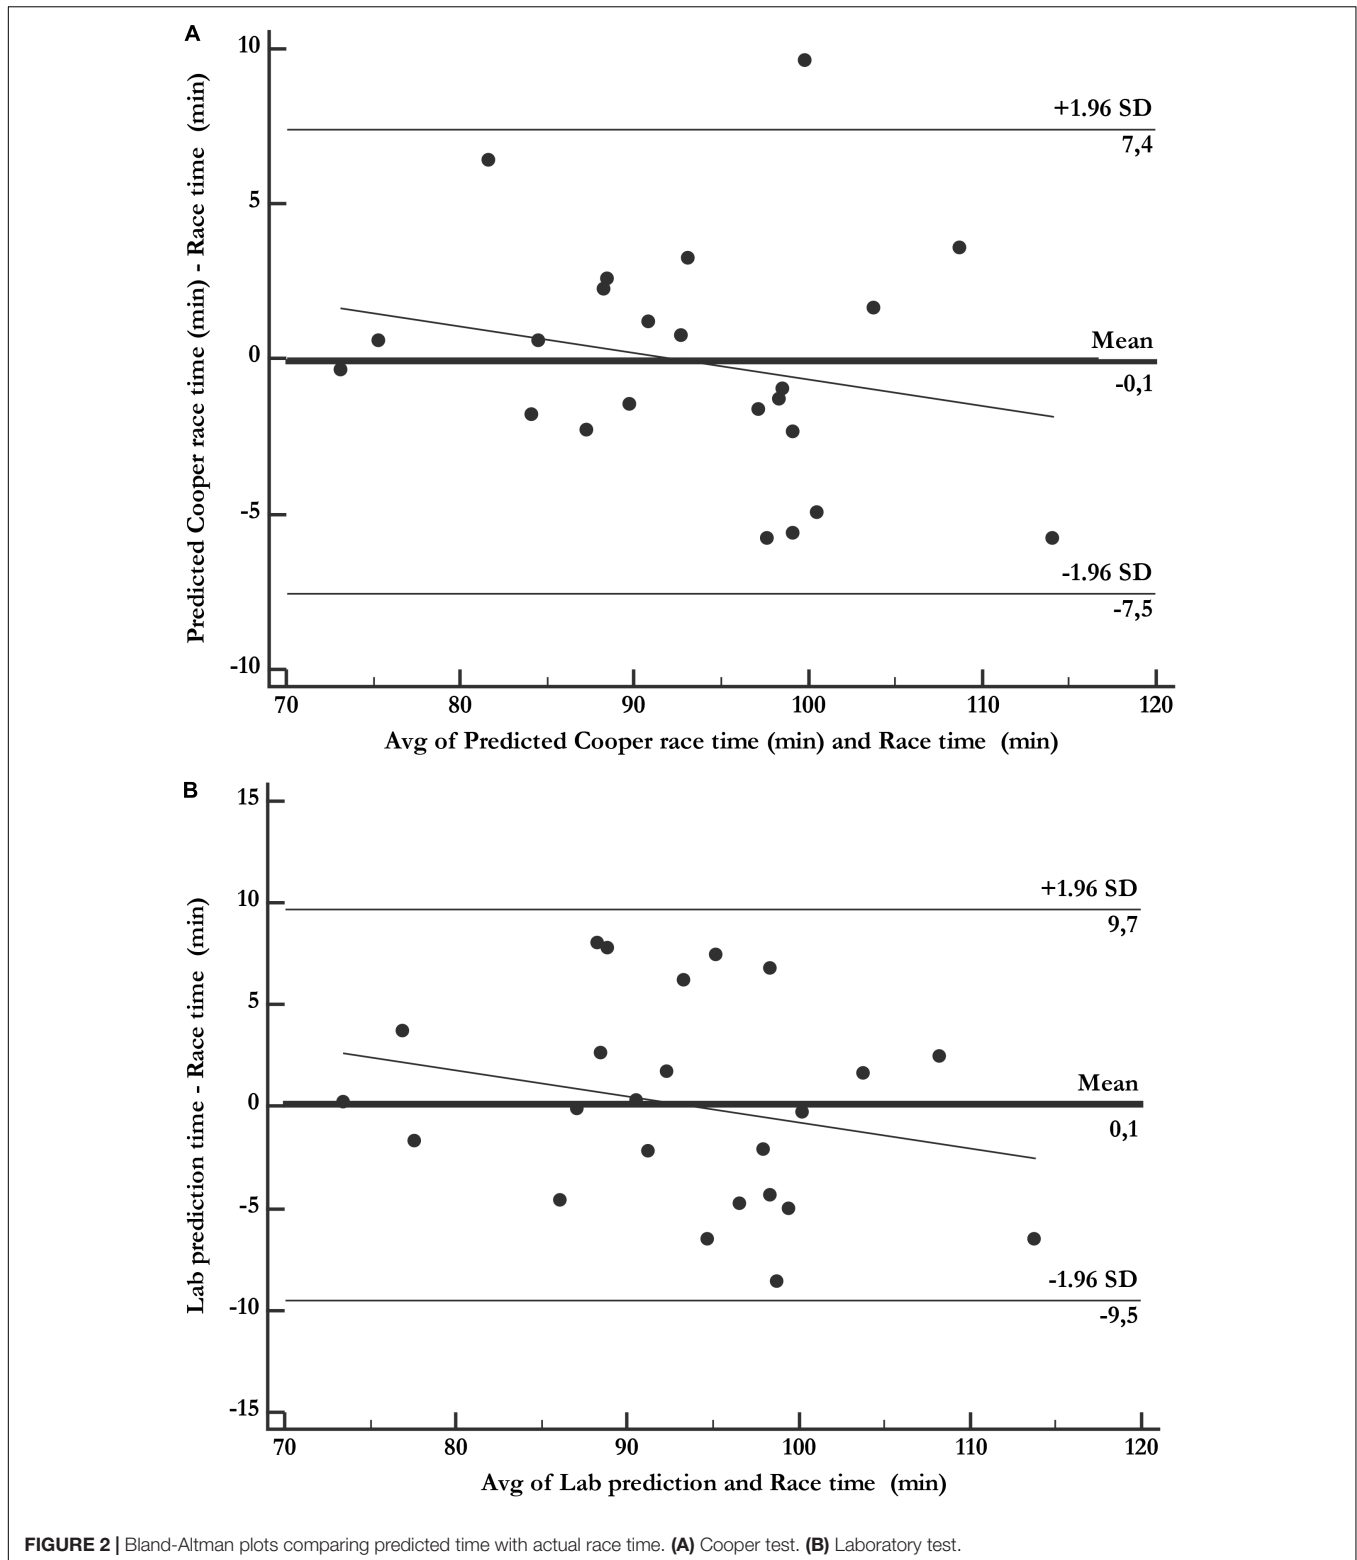 A
10
+1.96 SD
7,4
5
Mean
0
-0,1
-5
-1.96 SD
-7,5
-10
70 80 90 100 110 120
Predicted Cooper race time (min) - Race time (min)
Avg of Predicted Cooper race time (min) and Race time (min)
B
15
10
+1.96 SD
9,7
5
Mean
0
0,1
-5
-1.96 SD
-10
-9,5
-15
70 80 90 100 110 120
Lab prediction time - Race time (min)
Avg of Lab prediction and Race time (min)
FIGURE 2 | Bland-Altman plots comparing predicted time with actual race time. (A) Cooper test. (B) Laboratory test.